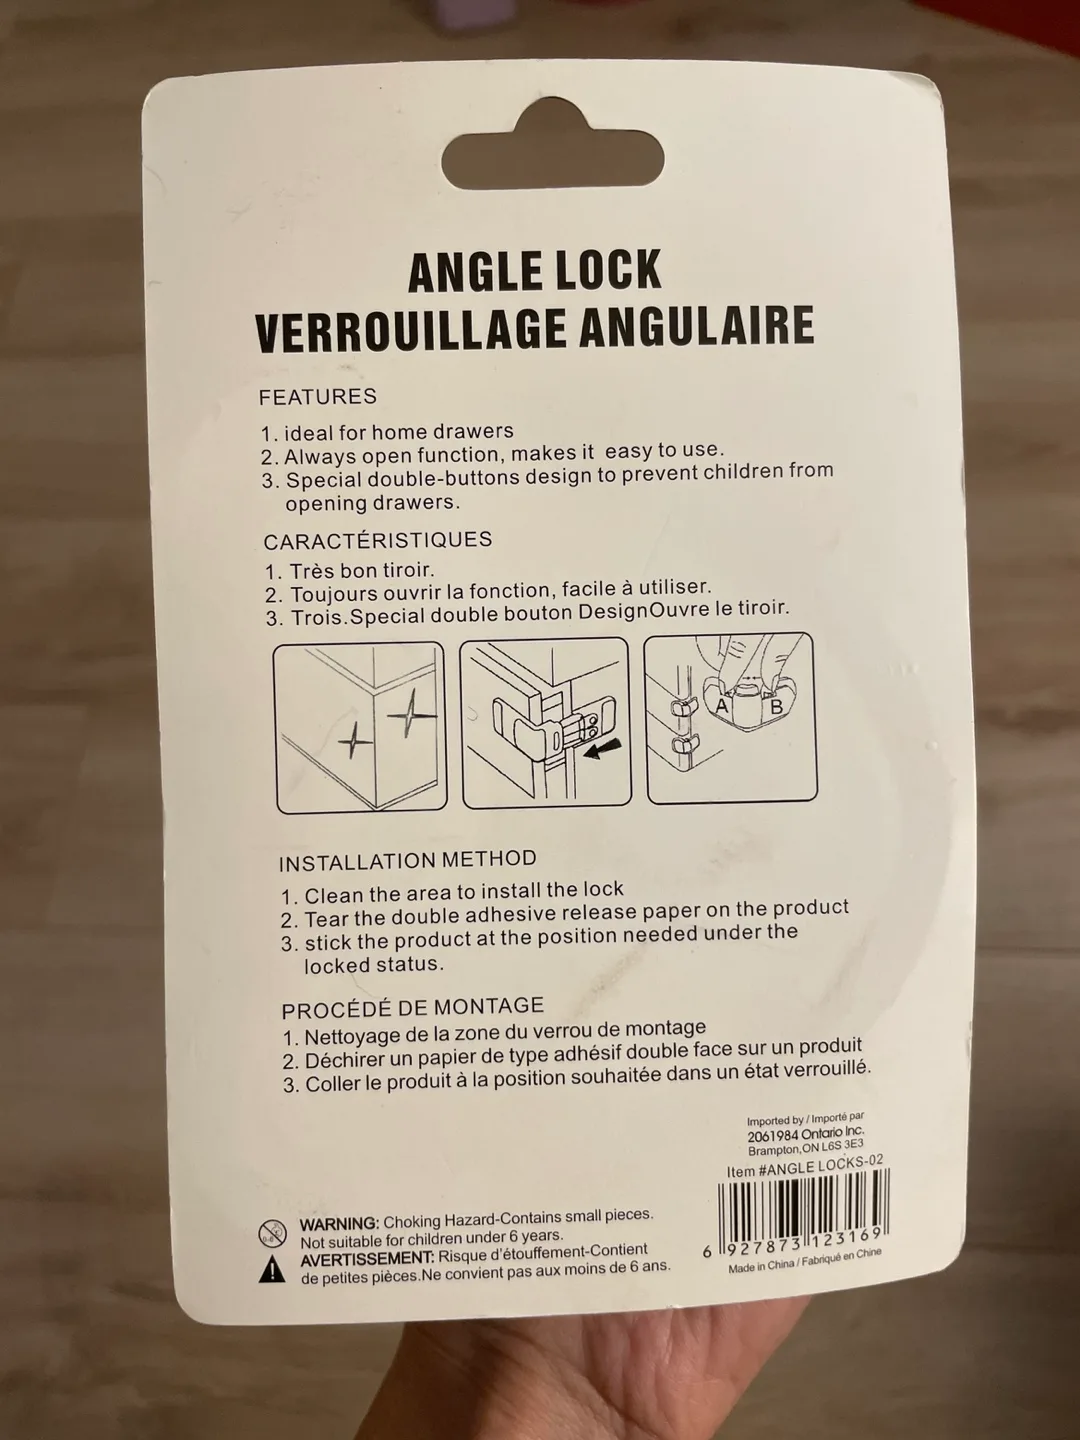 ANGLE LOCK
VERROUILLAGE ANGULAIRE
FEATURES
1. ideal for home drawers
2. Always open function, makes it easy to use.
3. Special double-buttons design to prevent children from
opening drawers.
CARACTÉRISTIQUES
1. Très bon tiroir.
2. Toujours ouvrir la fonction, facile à utiliser.
3. Trois.Special double bouton DesignOuvre le tiroir.
A B
INSTALLATION METHOD
1. Clean the area to install the lock
2. Tear the double adhesive release paper on the product
3. stick the product at the position needed under the
locked status.
PROCÉDÉ DE MONTAGE
1. Nettoyage de la zone du verrou de montage
2. Déchirer un papier de type adhésif double face sur un produit
3. Coller le produit à la position souhaitée dans un état verrouillé.
Imported by / Importé par
2061984 Ontario Inc.
Brampton,ON L6S 3E3
Item #ANGLE LOCKS-02
6 927873 123169
Made in China / Fabriqué en Chine
WARNING: Choking Hazard-Contains small pieces.
Not suitable for children under 6 years.
AVERTISSEMENT: Risque d'étouffement-Contient
de petites pièces.Ne convient pas aux moins de 6 ans.